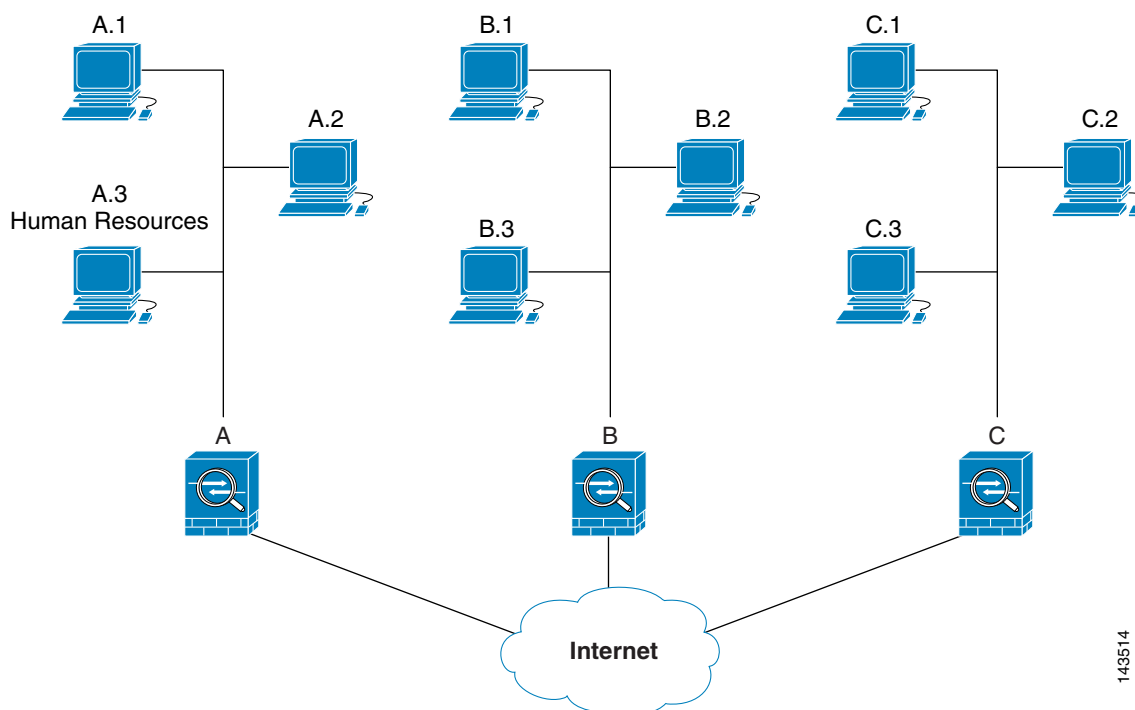 A.1
B.1
C.1
A.2
B.2
C.2
A.3
Human Resources
B.3
C.3
A
B
C
Internet
143514